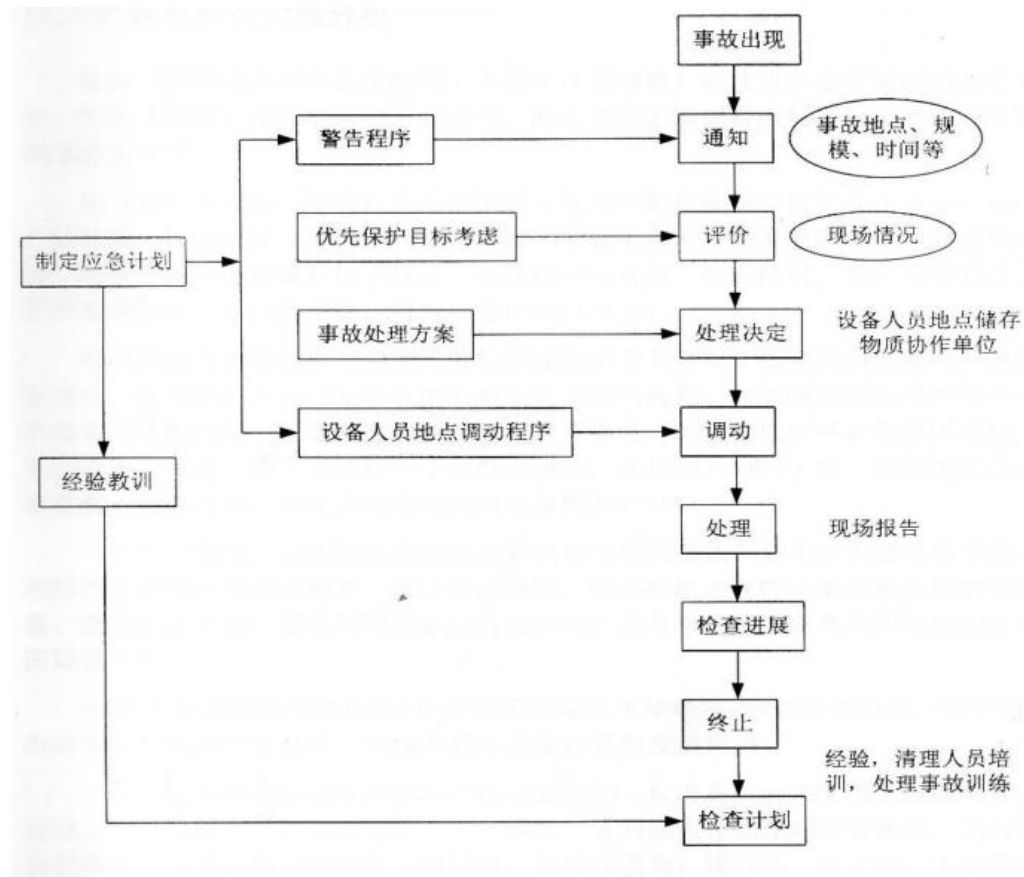 事故出现
警告程序
通知
事故地点、规
模、时间等
优先保护目标考虑
评价
现场情况
制定应急计划
事故处理方案
处理决定
设备人员地点储存
物质协作单位
设备人员地点调动程序
调动
经验教训
处理
现场报告
检查进展
终止
经验，清理人员培
训，处理事故训练
检查计划